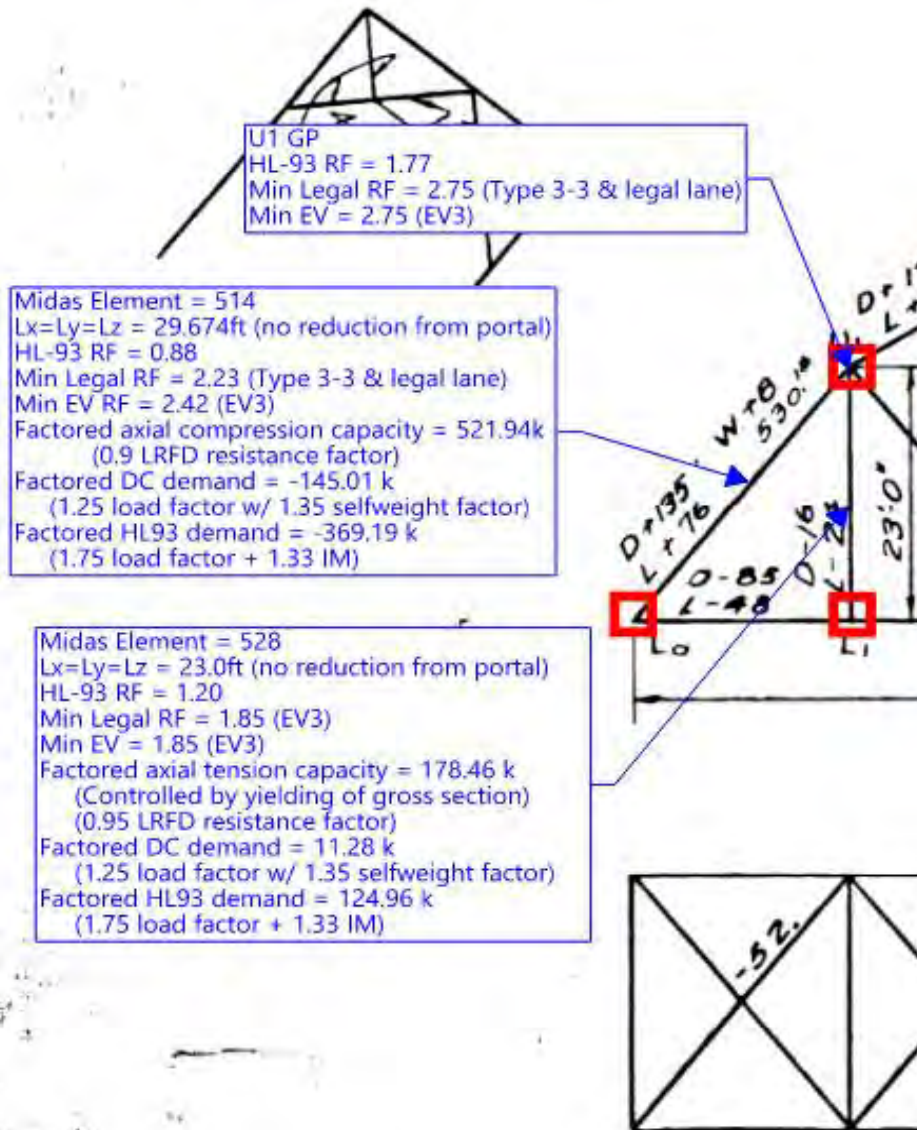 U1 GP
HL-93 RF = 1.77
Min Legal RF = 2.75 (Type 3-3 & legal lane)
Min EV = 2.75 (EV3)
Midas Element = 514
Lx=Ly=Lz = 29.674ft (no reduction from portal)
HL-93 RF = 0.88
Min Legal RF = 2.23 (Type 3-3 & legal lane)
Min EV RF = 2.42 (EV3)
Factored axial compression capacity = 521.94k
(0.9 LRFD resistance factor)
Factored DC demand = -145.01 k
(1.25 load factor w/ 1.35 selfweight factor)
Factored HL93 demand = -369.19 k
(1.75 load factor + 1.33 IM)
D+135 W+8
L+76 530.1#
D-16
23'-0"
D-85
L-48
L0
L1
Midas Element = 528
Lx=Ly=Lz = 23.0ft (no reduction from portal)
HL-93 RF = 1.20
Min Legal RF = 1.85 (EV3)
Min EV = 1.85 (EV3)
Factored axial tension capacity = 178.46 k
(Controlled by yielding of gross section)
(0.95 LRFD resistance factor)
Factored DC demand = 11.28 k
(1.25 load factor w/ 1.35 selfweight factor)
Factored HL93 demand = 124.96 k
(1.75 load factor + 1.33 IM)
-52.